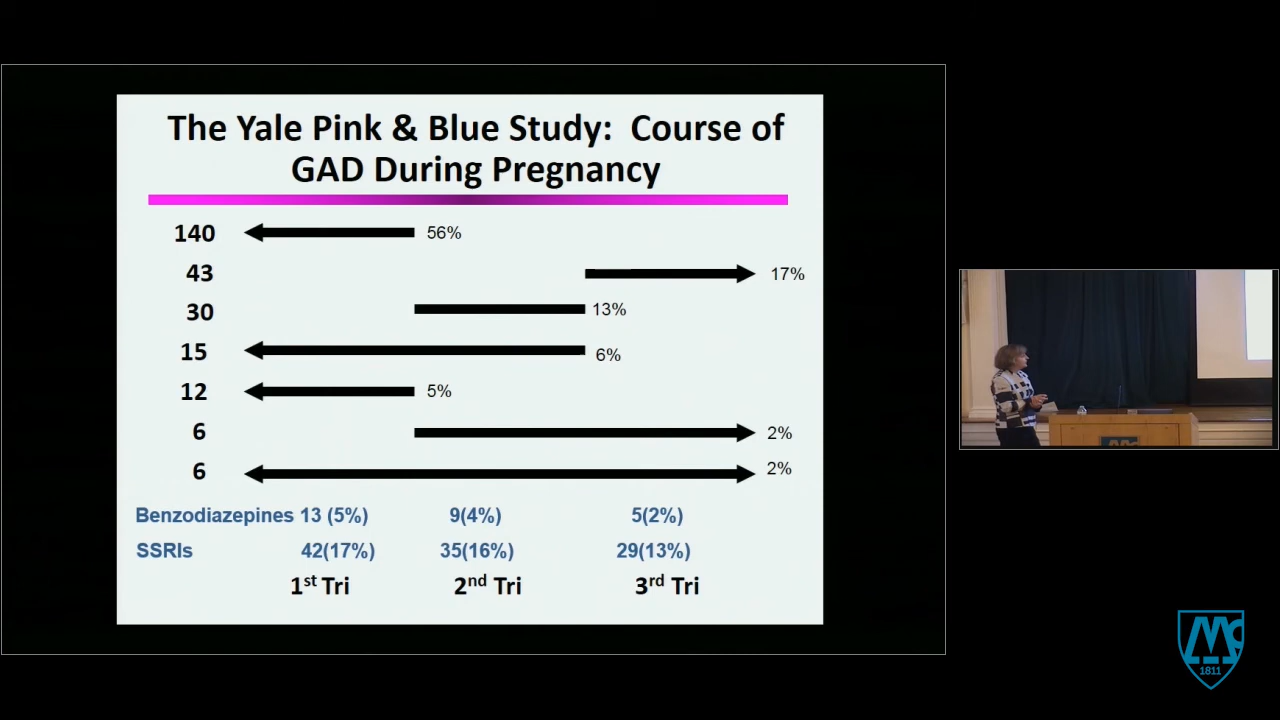 The Yale Pink & Blue Study: Course of
GAD During Pregnancy
140 56%
43 17%
30 13%
15 6%
12 5%
6 2%
6 2%
Benzodiazepines 13 (5%) 9(4%) 5(2%)
SSRIs 42(17%) 35(16%) 29(13%)
1st Tri 2nd Tri 3rd Tri
Mc
1811